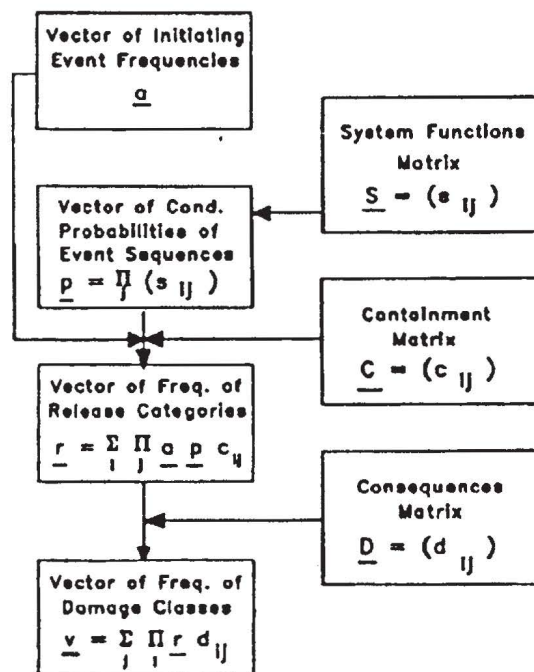 Vector of Initiating
Event Frequencies
a
System Functions
Matrix
S = (s ij)
Vector of Cond.
Probabilities of
Event Sequences
p = Π j (s ij)
Cantainment
Matrix
C = (c ij)
Vector of Freq. of
Release Categories
r = Σ i Π j a p c ij
Consequences
Matrix
D = (d ij)
Vector of Freq. of
Damage Classes
v = Σ j Π i r d ij